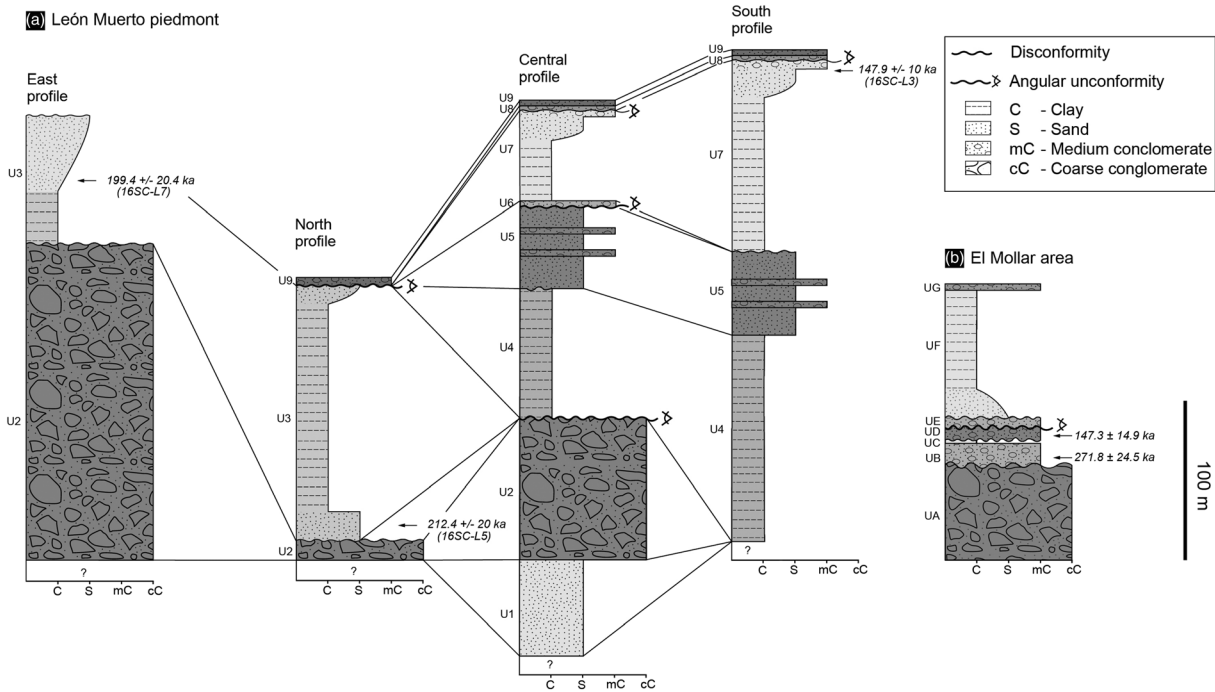 (a) León Muerto piedmont
East
profile
U3
199.4 +/- 20.4 ka
(16SC-L7)
U2
?
C S mC cC
North
profile
U9
U3
212.4 +/- 20 ka
(16SC-L5)
U2
?
C S mC cC
Central
profile
U9
U8
U7
U6
U5
U4
U2
U1
?
C S mC cC
South
profile
U9
U8
147.9 +/- 10 ka
(16SC-L3)
U7
U5
U4
?
C S mC cC
Disconformity
Angular unconformity
C - Clay
S - Sand
mC - Medium conclomerate
cC - Coarse conglomerate
(b) El Mollar area
UG
UF
UE
UD
147.3 ± 14.9 ka
UC
UB
271.8 ± 24.5 ka
UA
C S mC cC
100 m